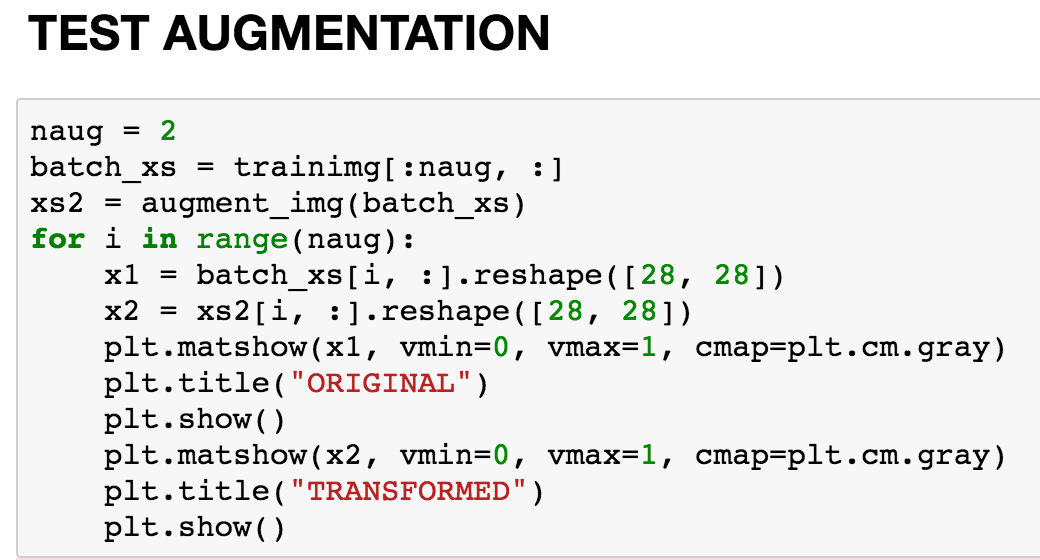 TEST AUGMENTATION
naug = 2
batch_xs = trainimg[:naug, :]
xs2 = augment_img(batch_xs)
for i in range(naug):
    x1 = batch_xs[i, :].reshape([28, 28])
    x2 = xs2[i, :].reshape([28, 28])
    plt.matshow(x1, vmin=0, vmax=1, cmap=plt.cm.gray)
    plt.title("ORIGINAL")
    plt.show()
    plt.matshow(x2, vmin=0, vmax=1, cmap=plt.cm.gray)
    plt.title("TRANSFORMED")
    plt.show()